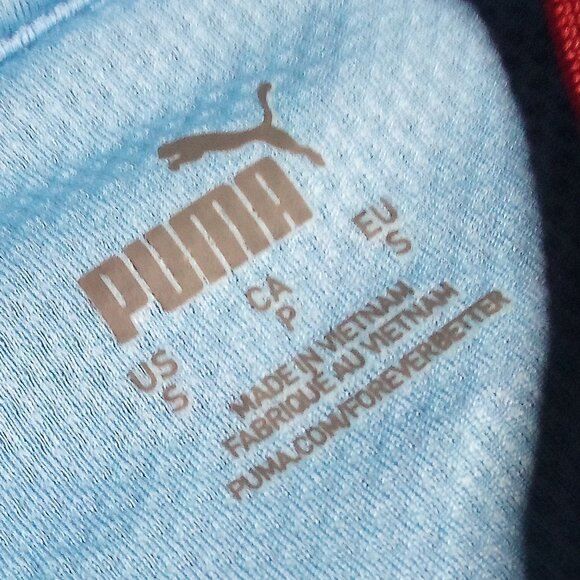 PUMA
US CA EU
S P S
MADE IN VIETNAM
FABRIQUÉ AU VIETNAM
PUMA.COM/FOREVERBETTER